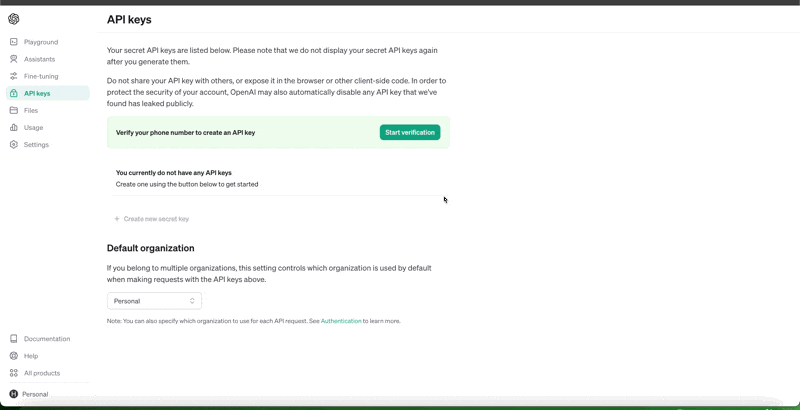 API keys
Playground
Assistants
Fine-tuning
API keys
Files
Usage
Settings
Your secret API keys are listed below. Please note that we do not display your secret API keys again
after you generate them.
Do not share your API key with others, or expose it in the browser or other client-side code. In order to
protect the security of your account, OpenAI may also automatically disable any API key that we've
found has leaked publicly.
Verify your phone number to create an API key
Start verification
You currently do not have any API keys
Create one using the button below to get started
+ Create new secret key
Default organization
If you belong to multiple organizations, this setting controls which organization is used by default
when making requests with the API keys above.
Personal
Note: You can also specify which organization to use for each API request. See Authentication to learn more.
Documentation
Help
All products
Personal